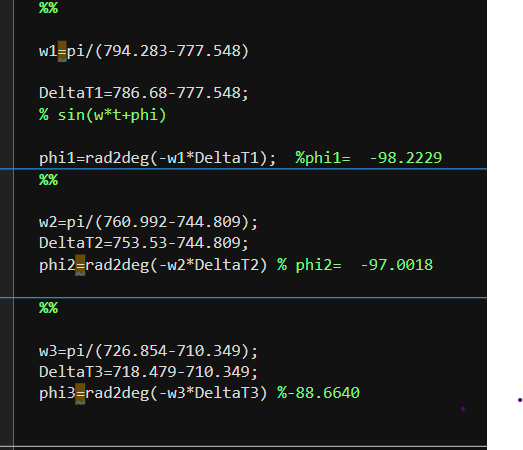 %%
w1=pi/(794.283-777.548)
DeltaT1=786.68-777.548;
% sin(w*t+phi)
phi1=rad2deg(-w1*DeltaT1);  %phi1=  -98.2229
%%
w2=pi/(760.992-744.809);
DeltaT2=753.53-744.809;
phi2=rad2deg(-w2*DeltaT2) % phi2=  -97.0018
%%
w3=pi/(726.854-710.349);
DeltaT3=718.479-710.349;
phi3=rad2deg(-w3*DeltaT3) %-88.6640